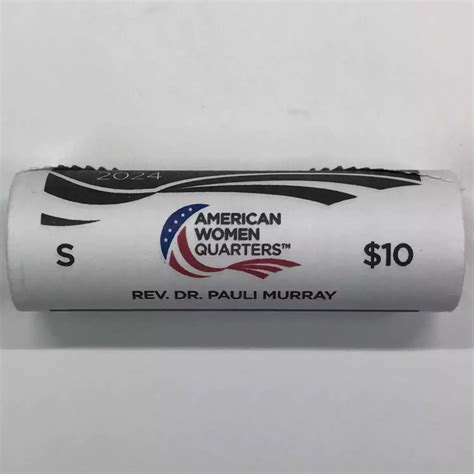 2024
AMERICAN
WOMEN
QUARTERS™
S
$10
REV. DR. PAULI MURRAY